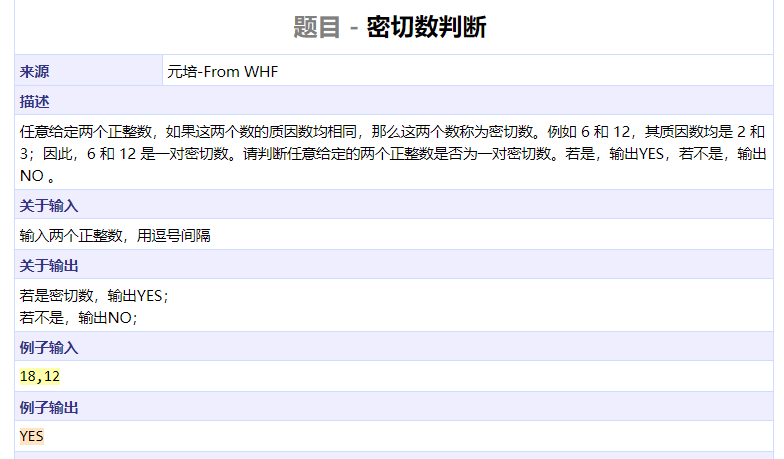 题目 - 密切数判断
来源 元培-From WHF
描述
任意给定两个正整数，如果这两个数的质因数均相同，那么这两个数称为密切数。例如 6 和 12，其质因数均是 2 和
3；因此，6 和 12 是一对密切数。请判断任意给定的两个正整数是否为一对密切数。若是，输出YES，若不是，输出
NO 。
关于输入
输入两个正整数，用逗号间隔
关于输出
若是密切数，输出YES；
若不是，输出NO；
例子输入
18,12
例子输出
YES